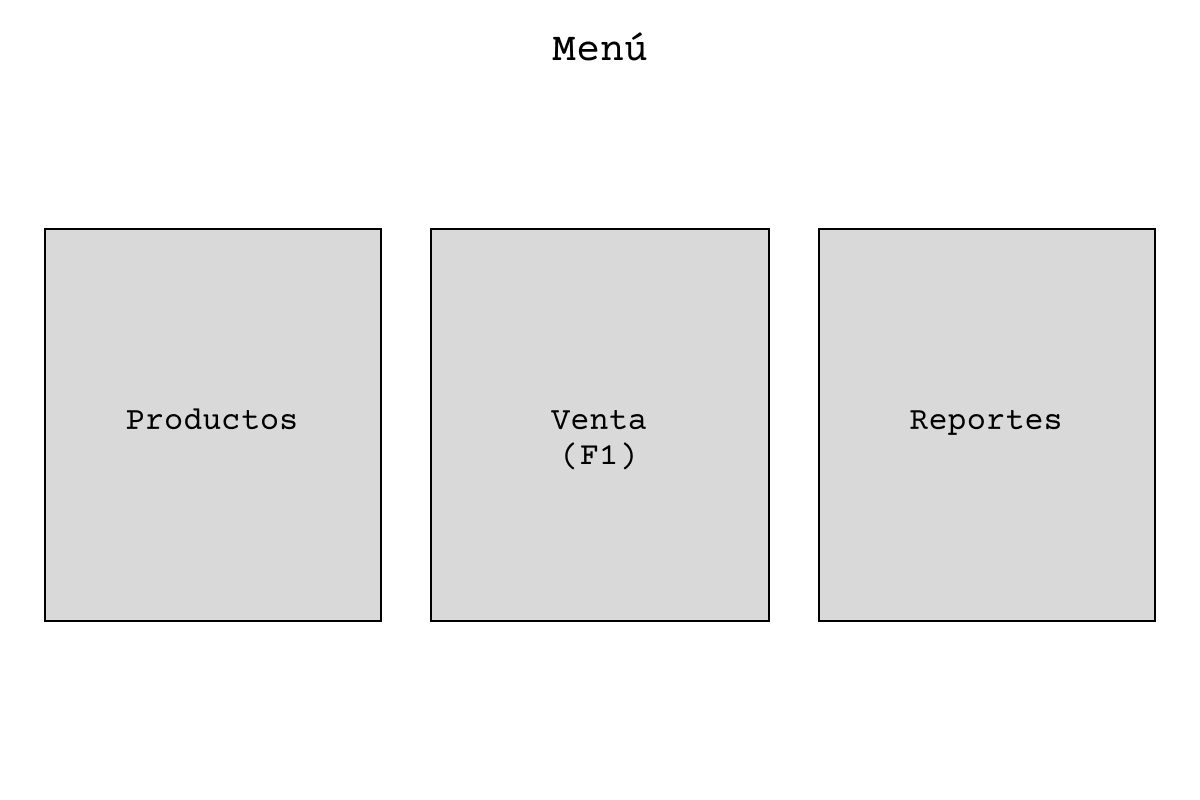 Menú
Productos
Venta
(F1)
Reportes